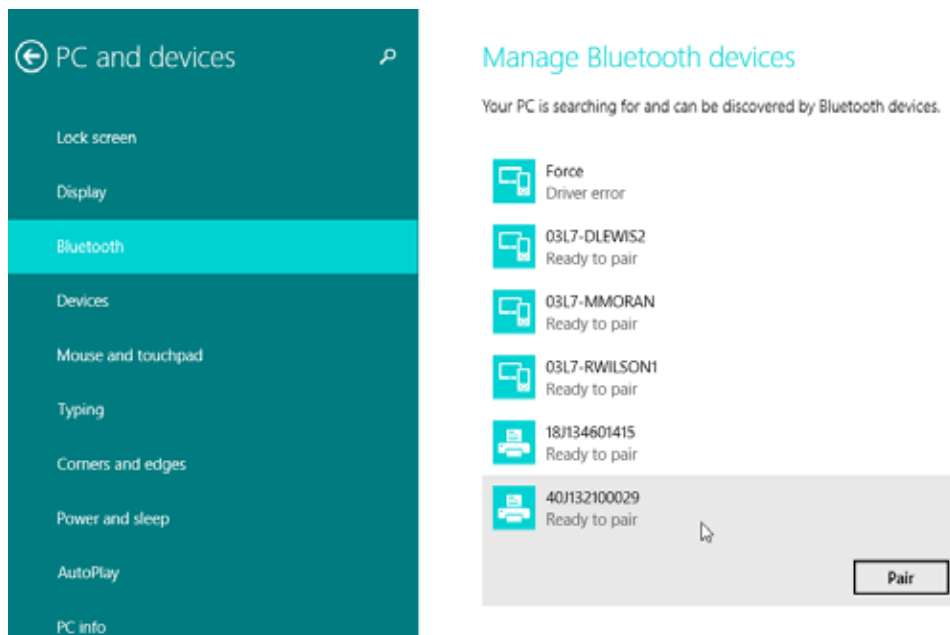 PC and devices
Lock screen
Display
Bluetooth
Devices
Mouse and touchpad
Typing
Corners and edges
Power and sleep
AutoPlay
PC info
Manage Bluetooth devices
Your PC is searching for and can be discovered by Bluetooth devices.
Force
Driver error
03L7-DLEWIS2
Ready to pair
03L7-MMORAN
Ready to pair
03L7-RWILSON1
Ready to pair
18J134601415
Ready to pair
40J132100029
Ready to pair
Pair